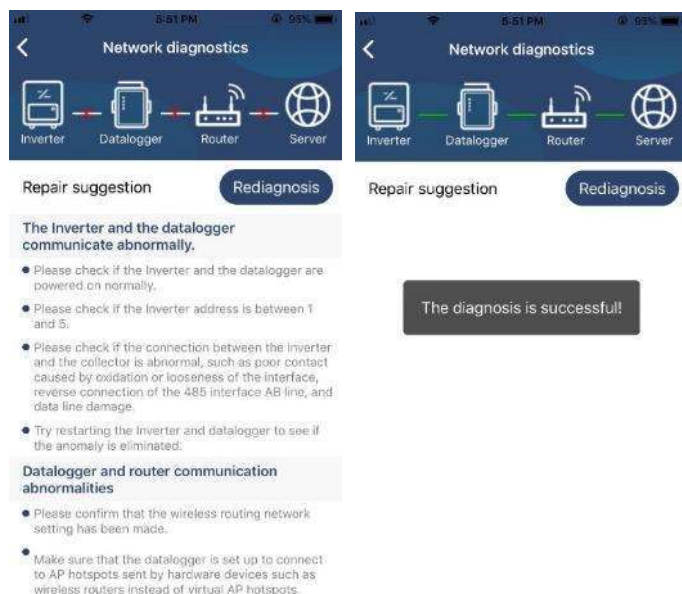 5:51 PM
95%
Network diagnostics
Inverter Datalogger Router Server
Repair suggestion Rediagnosis
The Inverter and the datalogger
communicate abnormally.
Please check if the Inverter and the datalogger are
powered on normally.
Please check if the Inverter address is between 1
and 5.
Please check if the connection between the Inverter
and the collector is abnormal, such as poor contact
caused by oxidation or looseness of the interface,
reverse connection of the 485 interface AB line, and
data line damage.
Try restarting the Inverter and datalogger to see if
the anomaly is eliminated.
Datalogger and router communication
abnormalities
Please confirm that the wireless routing network
setting has been made.
Make sure that the datalogger is set up to connect
to AP hotspots sent by hardware devices such as
wireless routers instead of virtual AP hotspots.
5:51 PM
95%
Network diagnostics
Inverter Datalogger Router Server
Repair suggestion Rediagnosis
The diagnosis is successful!